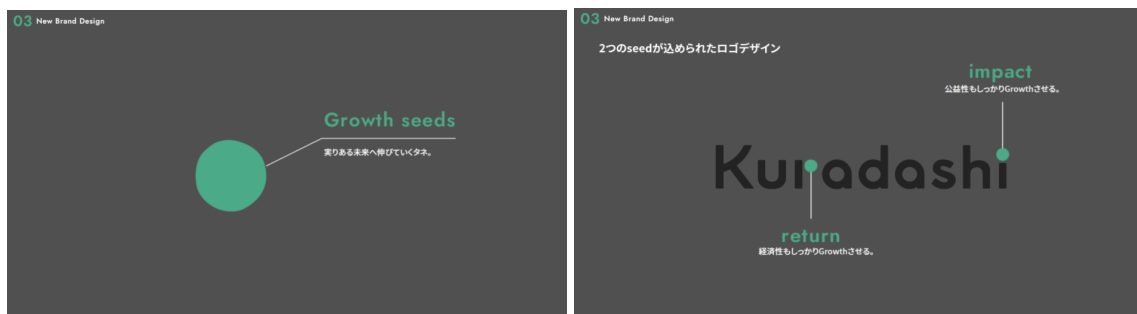 03 New Brand Design
Growth seeds
実りある未来へ伸びていくタネ。
03 New Brand Design
2つのseedが込められたロゴデザイン
impact
公益性もしっかりGrowthさせる。
Kuradashi
return
経済性もしっかりGrowthさせる。